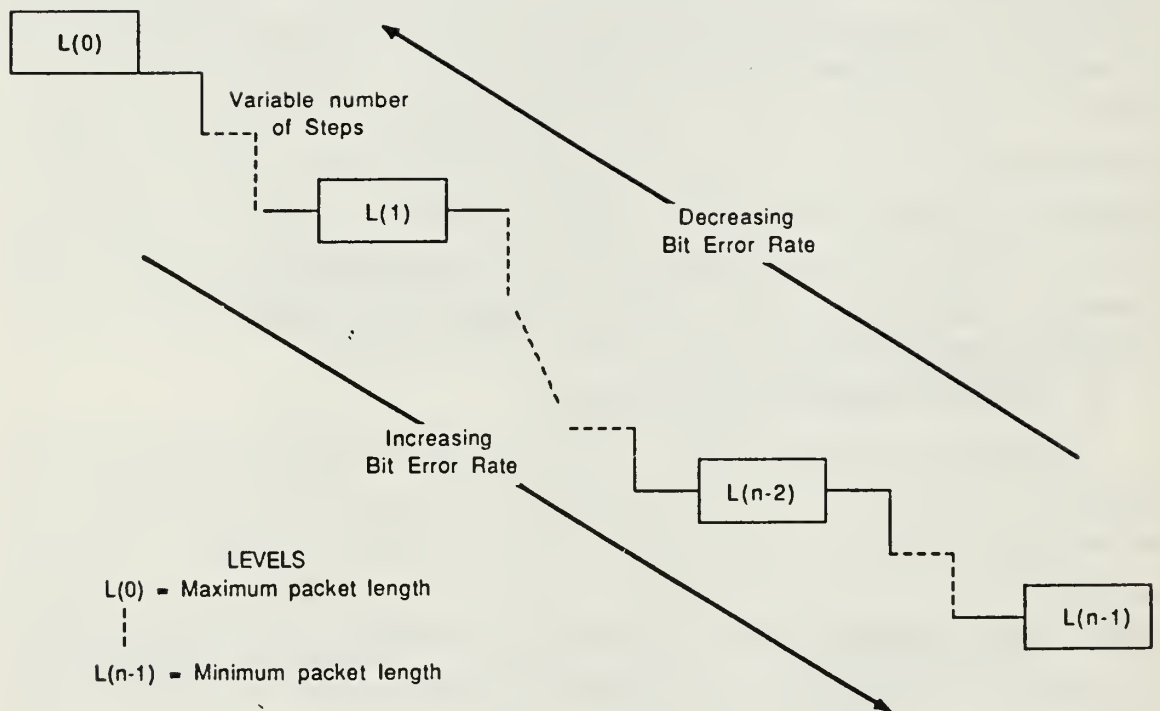 L(0)
Variable number
of Steps
L(1)
Decreasing
Bit Error Rate
Increasing
Bit Error Rate
L(n-2)
L(n-1)
LEVELS
L(0) = Maximum packet length
L(n-1) = Minimum packet length